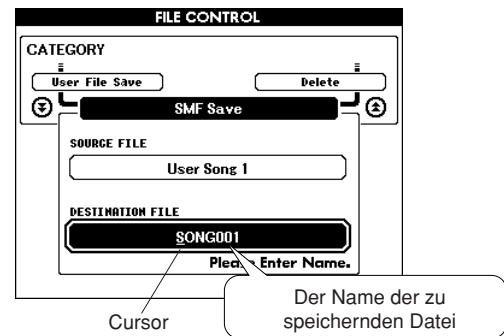 FILE CONTROL
CATEGORY
User File Save
Delete
SMF Save
SOURCE FILE
User Song 1
DESTINATION FILE
SONG001
Please Enter Name.
Cursor
Der Name der zu
speichernden Datei